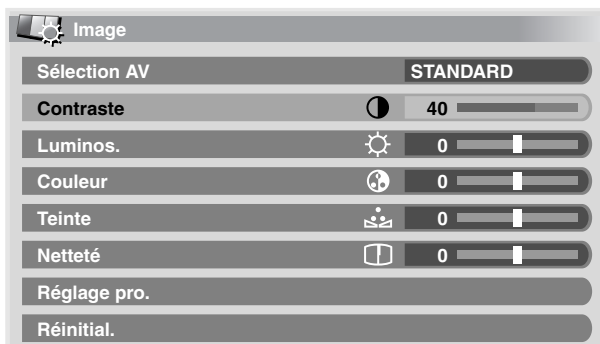 Image
Sélection AV STANDARD
Contraste 40
Luminos. 0
Couleur 0
Teinte 0
Netteté 0
Réglage pro.
Réinitial.